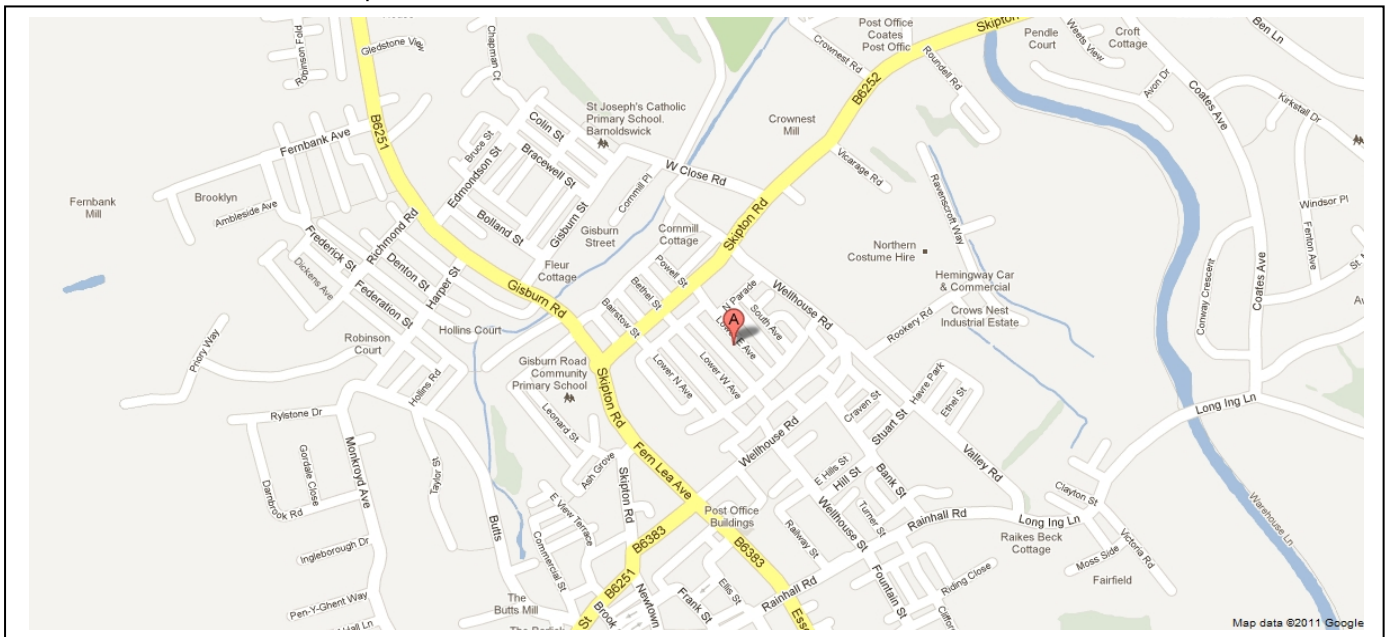 Skipton
Post Office
Coates
Post Offic
Pendle
Court
Croft
Cottage
Ben Ln
Weets View
Robinson Fold
Gledstone View
Chapman Ct
Crownest Rd
Roundell Rd
Avon Dr
Coates Ave
Kirkstall Dr
B6251
B6252
St Joseph's Catholic
Primary School.
Barnoldswick
Crownest
Mill
Colin St
Bruce St
Bracewell St
Edmondson St
Fernbank Ave
W Close Rd
Vicarage Rd
Ravenscroft Way
Fernbank
Mill
Brooklyn
Ambleside Ave
Richmond Rd
Bolland St
Gisburn St
Cornmill Pl
Gisburn
Street
Cornmill
Cottage
Skipton Rd
Windsor Pl
Fenton Ave
Frederick St
Denton St
Dickens Ave
Harper St
Federation St
Fleur
Cottage
Powell St
Bethel St
Bairstow St
Northern
Costume Hire
Hemingway Car
& Commercial
Crows Nest
Industrial Estate
Conway Crescent
Coates Ave
Gisburn Rd
N Parade
South Ave
Wellhouse Rd
A
Lower E Ave
Rookery Rd
Priory Way
Robinson
Court
Hollins Court
Hollins Rd
Gisburn Road
Community
Primary School
Skipton Rd
Lower N Ave
Lower W Ave
Havre Park
Ethel St
Craven St
Stuart St
Long Ing Ln
Rylstone Dr
Monkroyd Ave
Gordale Close
Darnbrook Rd
Taylor St
Leonard St
Ash Grove
Fern Lea Ave
Wellhouse Rd
Valley Rd
E Hills St
Hill St
Bank St
Clayton St
Warehouse Ln
Butts
Skipton Rd
E View Terrace
Commercial St
Post Office
Buildings
Wellhouse St
Turner St
Railway St
Rainhall Rd
Long Ing Ln
Raikes Beck
Cottage
Victoria Rd
Moss Side
Fairfield
Ingleborough Dr
Pen-Y-Ghent Way
B6383
B6383
B6251
The
Butts Mill
Newtown
Frank St
Ellis St
Rainhall Rd
Fountain St
Riding Close
Brook
St
Map data ©2011 Google